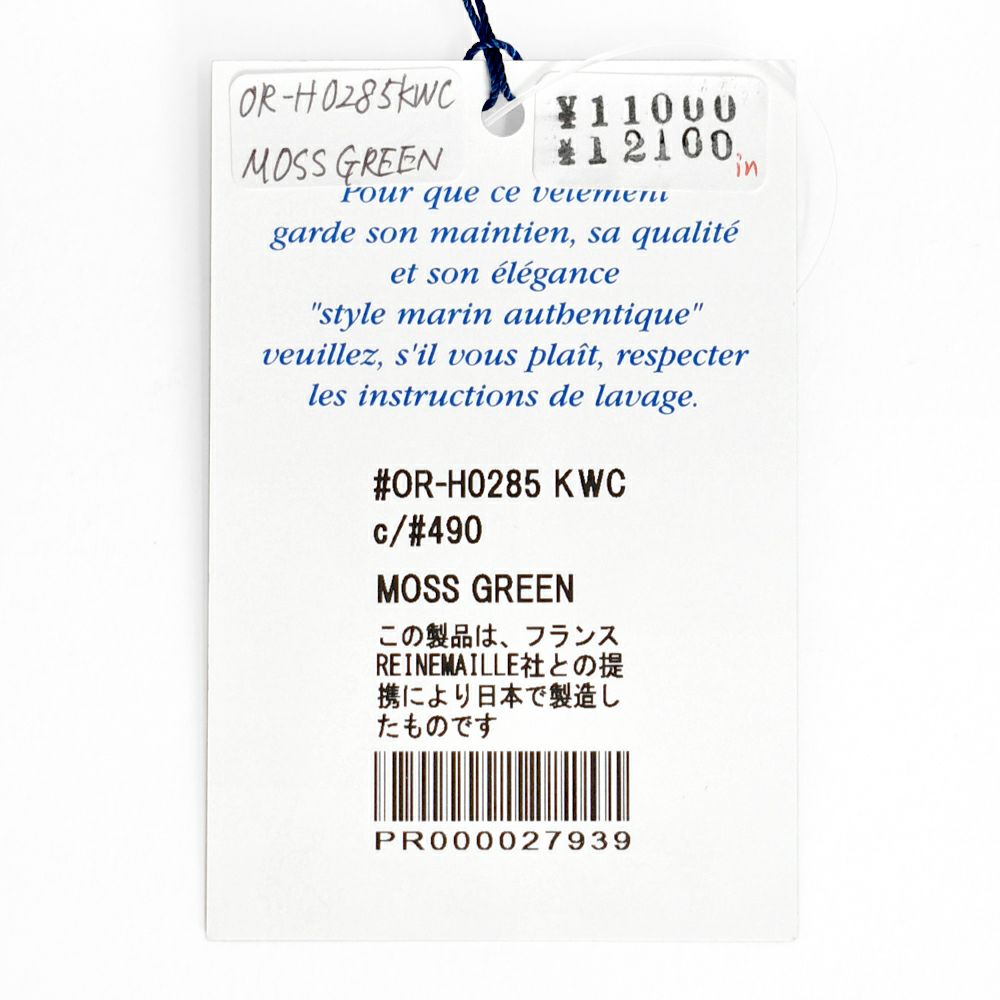 OR-H0285KWC
MOSS GREEN
¥11000
¥12100
in
Pour que ce vêtement
garde son maintien, sa qualité
et son élégance
"style marin authentique"
veuillez, s'il vous plaît, respecter
les instructions de lavage.
#OR-H0285 KWC
c/#490
MOSS GREEN
この製品は、フランス
REINEMAILLE社との提
携により日本で製造し
たものです
PR000027939